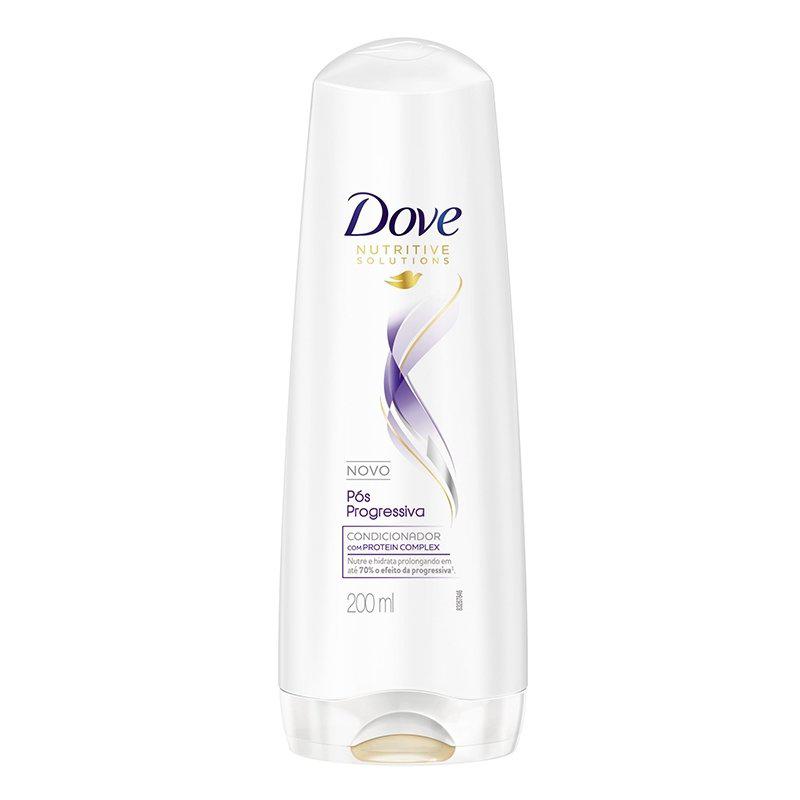 Dove
NUTRITIVE
SOLUTIONS
NOVO
Pós
Progressiva
CONDICIONADOR
COM PROTEIN COMPLEX
Nutre e hidrata prolongando em
até 70% o efeito da progressiva¹.
200 ml